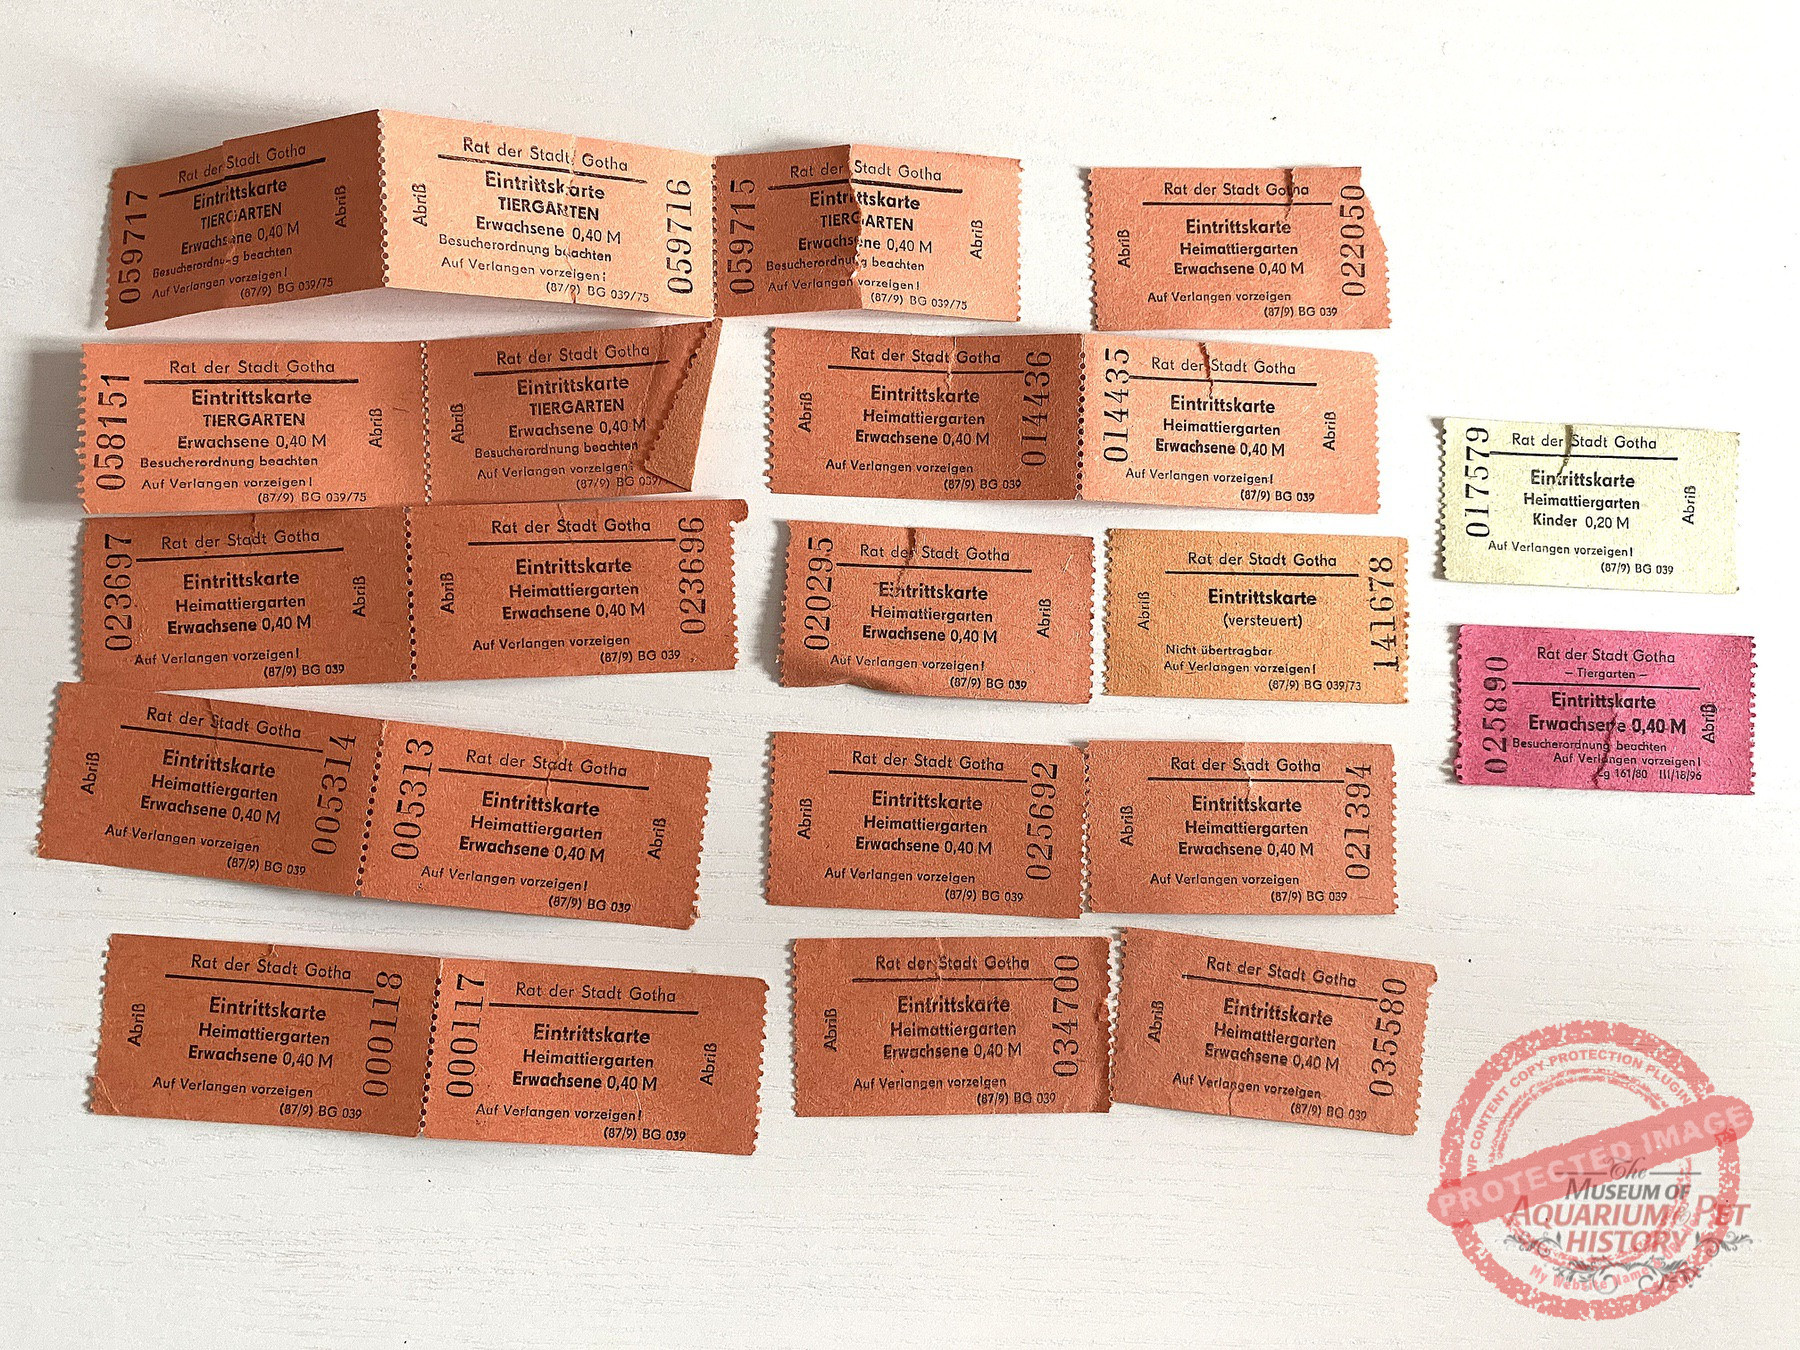 Rat der Stadt Gotha
Eintrittskarte
TIERGARTEN
Erwachsene 0,40 M
Besucherordnung beachten
Auf Verlangen vorzeigen!
(87/9) BG 039/75
059717
Abriß
Rat der Stadt Gotha
Eintrittskarte
TIERGARTEN
Erwachsene 0,40 M
Besucherordnung beachten
Auf Verlangen vorzeigen!
(87/9) BG 039/75
Abriß
059716
Rat der Stadt Gotha
Eintrittskarte
TIERGARTEN
Erwachsene 0,40 M
Besucherordnung beachten
Auf Verlangen vorzeigen!
(87/9) BG 039/75
059715
Abriß
Rat der Stadt Gotha
Eintrittskarte
Heimattiergarten
Erwachsene 0,40 M
Auf Verlangen vorzeigen
(87/9) BG 039
Abriß
022050
Rat der Stadt Gotha
Eintrittskarte
TIERGARTEN
Erwachsene 0,40 M
Besucherordnung beachten
Auf Verlangen vorzeigen!
(87/9) BG 039/75
058151
Abriß
Rat der Stadt Gotha
Eintrittskarte
TIERGARTEN
Erwachsene 0,40 M
Besucherordnung beachten
Auf Verlangen vorzeigen!
(87/9) BG 039/
Abriß
Rat der Stadt Gotha
Eintrittskarte
Heimattiergarten
Erwachsene 0,40 M
Auf Verlangen vorzeigen
(87/9) BG 039
Abriß
014436
Rat der Stadt Gotha
Eintrittskarte
Heimattiergarten
Erwachsene 0,40 M
Auf Verlangen vorzeigen!
(87/9) BG 039
014435
Abriß
Rat der Stadt Gotha
Eintrittskarte
Heimattiergarten
Kinder 0,20 M
Auf Verlangen vorzeigen!
(87/9) BG 039
017579
Abriß
Rat der Stadt Gotha
Eintrittskarte
Heimattiergarten
Erwachsene 0,40 M
Auf Verlangen vorzeigen!
(87/9) BG 039
023697
Abriß
Rat der Stadt Gotha
Eintrittskarte
Heimattiergarten
Erwachsene 0,40 M
Auf Verlangen vorzeigen
(87/9) BG 039
Abriß
023696
Rat der Stadt Gotha
Eintrittskarte
Heimattiergarten
Erwachsene 0,40 M
Auf Verlangen vorzeigen!
(87/9) BG 039
020295
Abriß
Rat der Stadt Gotha
Eintrittskarte
(versteuert)
Nicht übertragbar
Auf Verlangen vorzeigen!
(87/9) BG 039/73
Abriß
141678
Rat der Stadt Gotha
– Tiergarten –
Eintrittskarte
Erwachsene 0,40 M
Besucherordnung beachten
Auf Verlangen vorzeigen!
g 161/80 III/18/96
025890
Abriß
Rat der Stadt Gotha
Eintrittskarte
Heimattiergarten
Erwachsene 0,40 M
Auf Verlangen vorzeigen
(87/9) BG 039
Abriß
005314
Rat der Stadt Gotha
Eintrittskarte
Heimattiergarten
Erwachsene 0,40 M
Auf Verlangen vorzeigen!
(87/9) BG 039
005313
Abriß
Rat der Stadt Gotha
Eintrittskarte
Heimattiergarten
Erwachsene 0,40 M
Auf Verlangen vorzeigen
(87/9) BG 039
Abriß
025692
Rat der Stadt Gotha
Eintrittskarte
Heimattiergarten
Erwachsene 0,40 M
Auf Verlangen vorzeigen
(87/9) BG 039
Abriß
021394
Rat der Stadt Gotha
Eintrittskarte
Heimattiergarten
Erwachsene 0,40 M
Auf Verlangen vorzeigen
(87/9) BG 039
Abriß
000118
Rat der Stadt Gotha
Eintrittskarte
Heimattiergarten
Erwachsene 0,40 M
Auf Verlangen vorzeigen!
(87/9) BG 039
000117
Abriß
Rat der Stadt Gotha
Eintrittskarte
Heimattiergarten
Erwachsene 0,40 M
Auf Verlangen vorzeigen
(87/9) BG 039
Abriß
034700
Rat der Stadt Gotha
Eintrittskarte
Heimattiergarten
Erwachsene 0,40 M
Auf Verlangen vorzeigen
(87/9) BG 039
Abriß
035580
WP CONTENT COPY PROTECTION PLUGIN
PROTECTED IMAGE
The
MUSEUM OF
AQUARIUM & PET
HISTORY
My Website Name